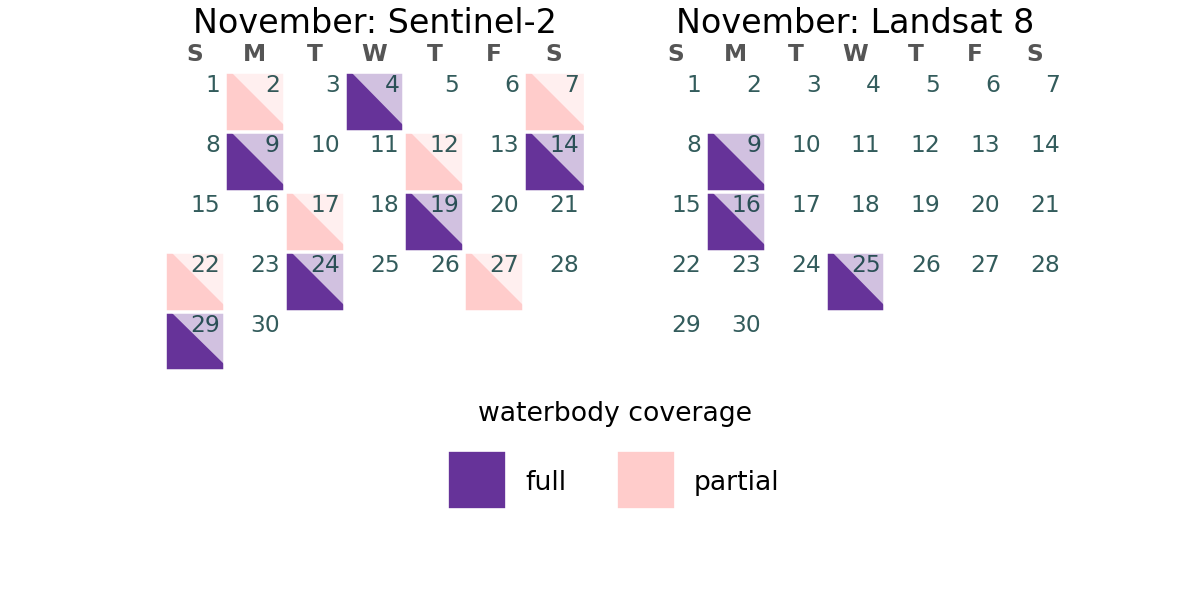 November: Sentinel-2
S M T W T F S
1 2 3 4 5 6 7
8 9 10 11 12 13 14
15 16 17 18 19 20 21
22 23 24 25 26 27 28
29 30
November: Landsat 8
S M T W T F S
1 2 3 4 5 6 7
8 9 10 11 12 13 14
15 16 17 18 19 20 21
22 23 24 25 26 27 28
29 30
waterbody coverage
full partial